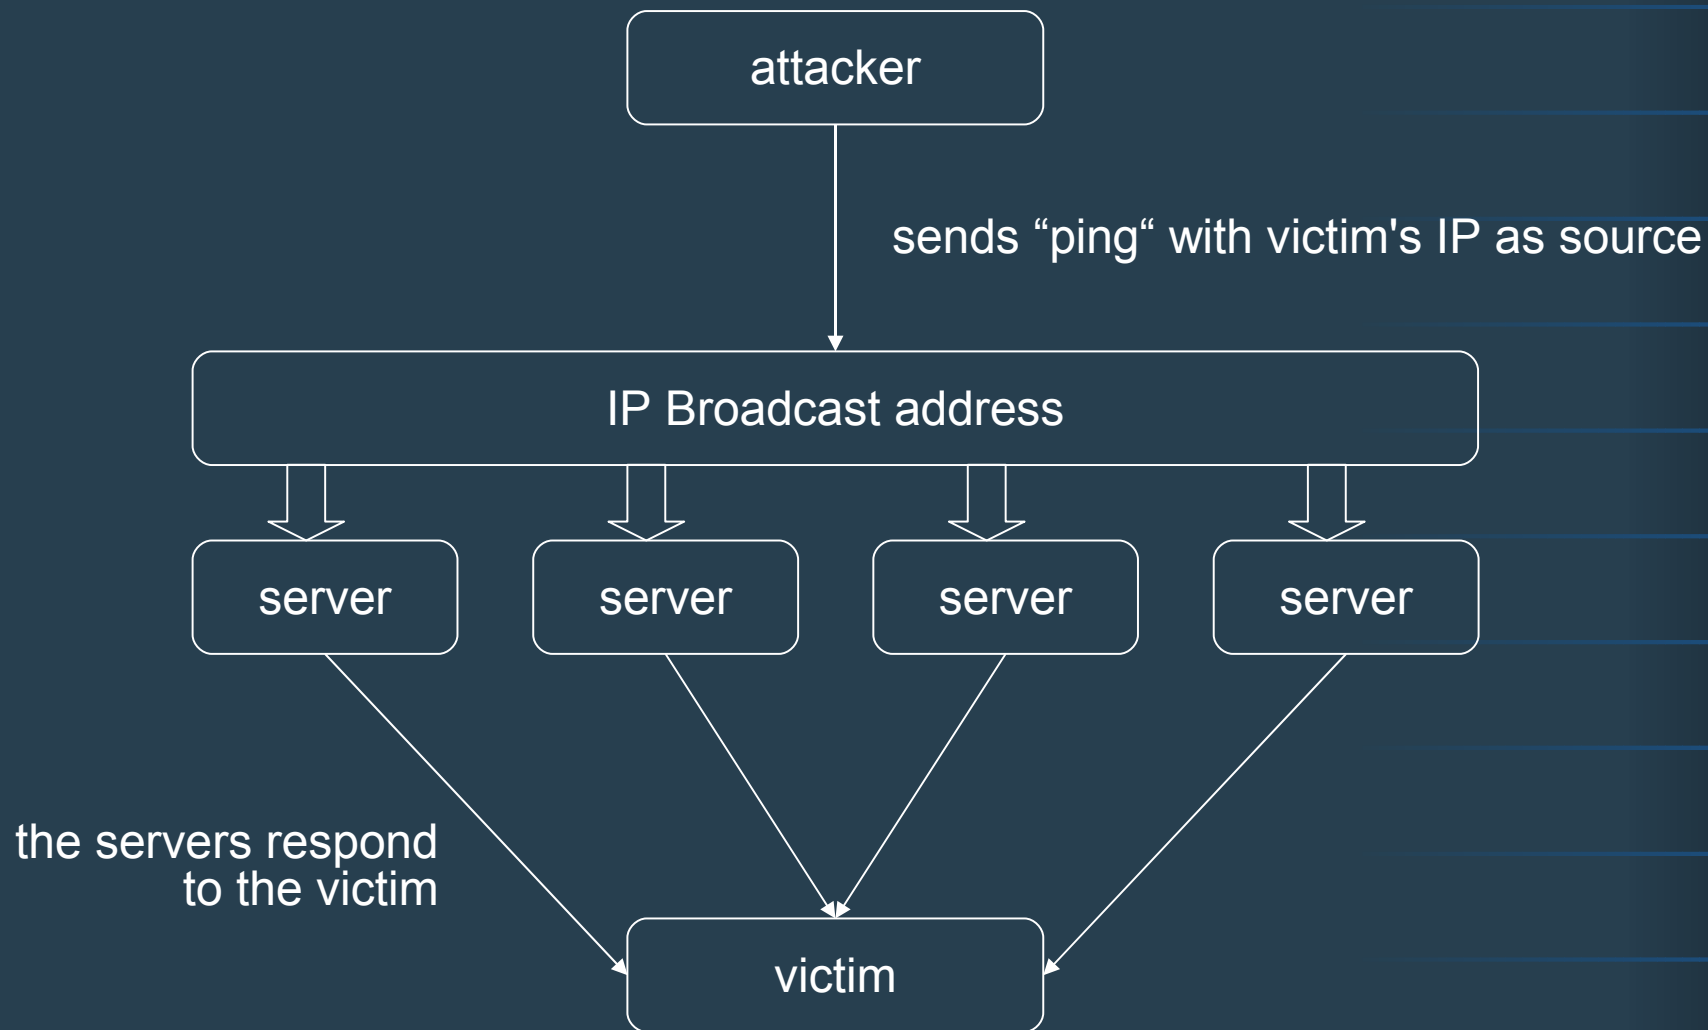 attacker
sends “ping“ with victim's IP as source
IP Broadcast address
server
server
server
server
the servers respond
to the victim
victim